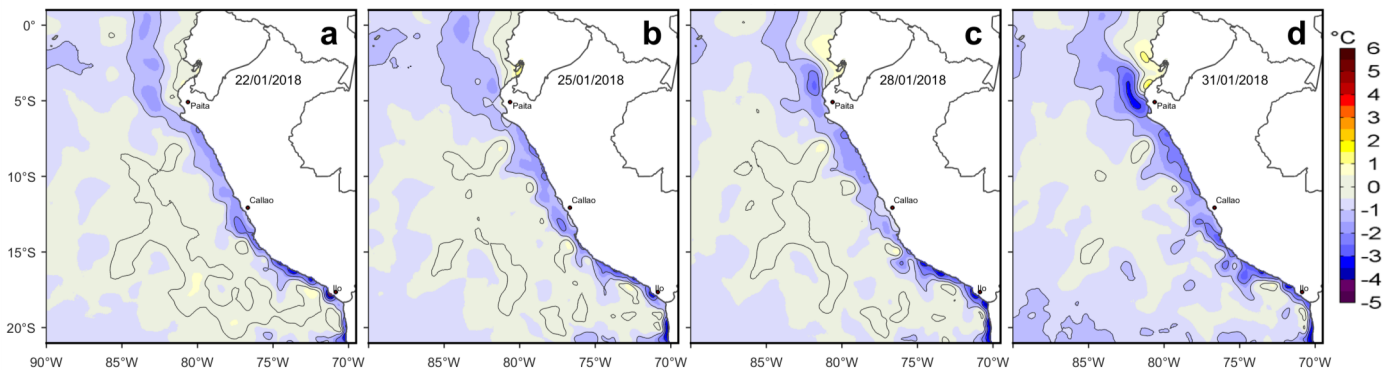 a
b
c
d
°C
22/01/2018
25/01/2018
28/01/2018
31/01/2018
Paita
Paita
Paita
Paita
Callao
Callao
Callao
Callao
Ilo
Ilo
Ilo
Ilo
0°
5°S
10°S
15°S
20°S
90°W
85°W
80°W
75°W
70°W
85°W
80°W
75°W
70°W
85°W
80°W
75°W
70°W
85°W
80°W
75°W
70°W
6
5
4
3
2
1
0
-1
-2
-3
-4
-5